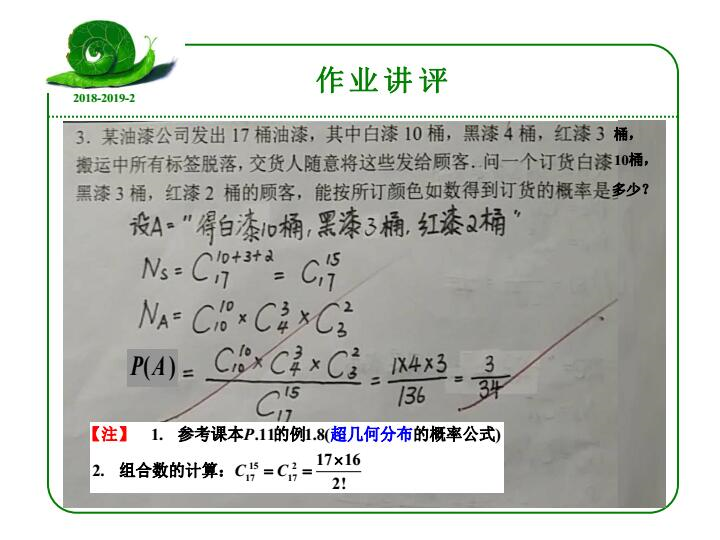 作业讲评
2018-2019-2
3. 某油漆公司发出 17 桶油漆，其中白漆 10 桶，黑漆 4 桶，红漆 3 桶，
搬运中所有标签脱落，交货人随意将这些发给顾客．问一个订货白漆10桶，
黑漆 3 桶，红漆 2 桶的顾客，能按所订颜色如数得到订货的概率是多少？
设A="得白漆10桶，黑漆3桶，红漆2桶"
N_S = C_{17}^{10+3+2} = C_{17}^{15}
N_A = C_{10}^{10} × C_4^3 × C_3^2
P(A) = \frac{C_{10}^{10} × C_4^3 × C_3^2}{C_{17}^{15}} = \frac{1×4×3}{136} = \frac{3}{34}
【注】 1. 参考课本P.11的例1.8(超几何分布的概率公式)
2. 组合数的计算：C_{17}^{15} = C_{17}^{2} = \frac{17×16}{2!}